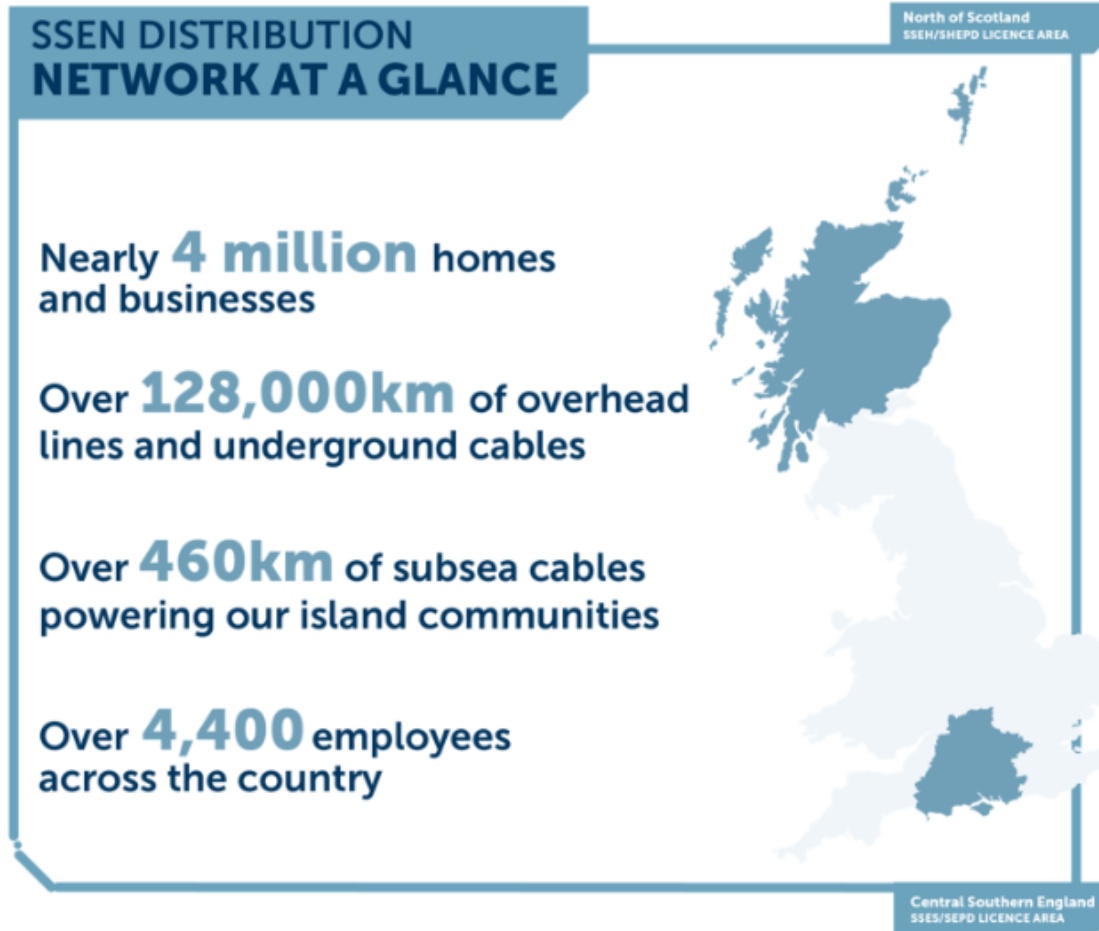 SSEN DISTRIBUTION
NETWORK AT A GLANCE
North of Scotland
SSEH/SHEPD LICENCE AREA
Nearly 4 million homes
and businesses
Over 128,000km of overhead
lines and underground cables
Over 460km of subsea cables
powering our island communities
Over 4,400 employees
across the country
Central Southern England
SSES/SEPD LICENCE AREA